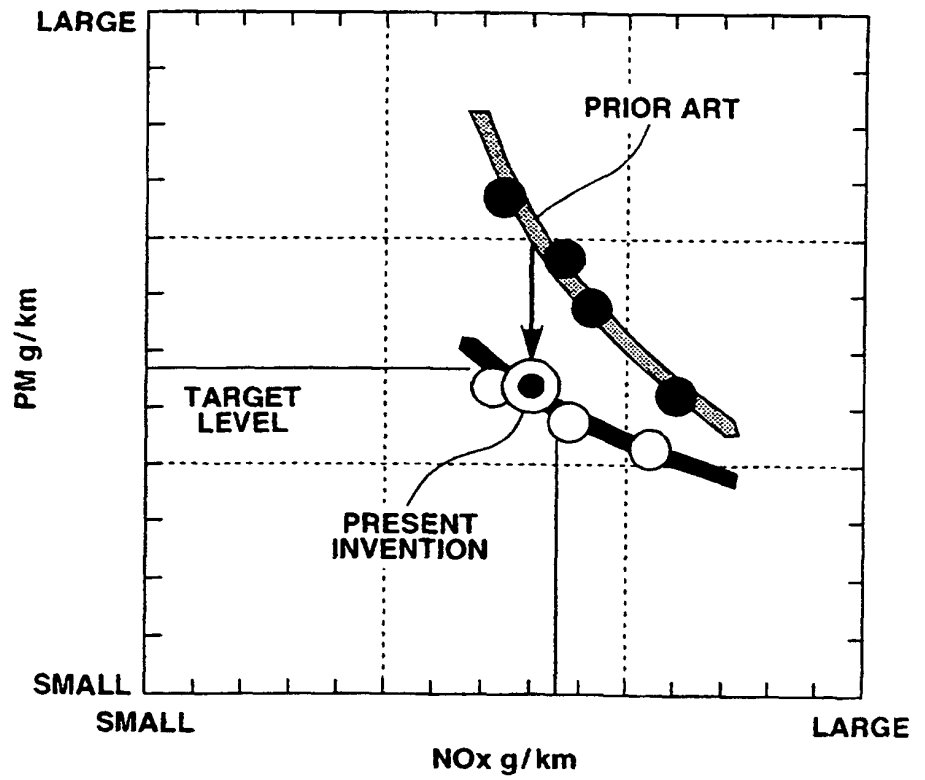 LARGE
PRIOR ART
PM g/km
TARGET
LEVEL
PRESENT
INVENTION
SMALL
SMALL
LARGE
NOx g/km